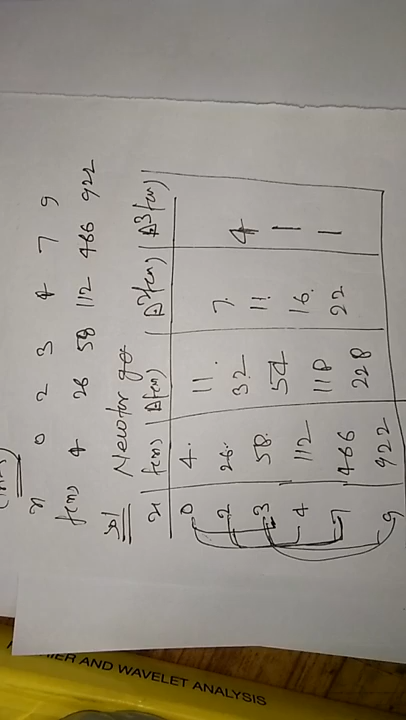 x 0 2 3 4 7 9
f(x) 4 26 58 112 466 922
Sol Newton
x f(x) Δf(x) Δ²f(x) Δ³f(x)
0 4
11
2 26 7
32 4
3 58 11
54 1
4 112 16
118 1
7 466 22
228
9 922
AND WAVELET ANALYSIS